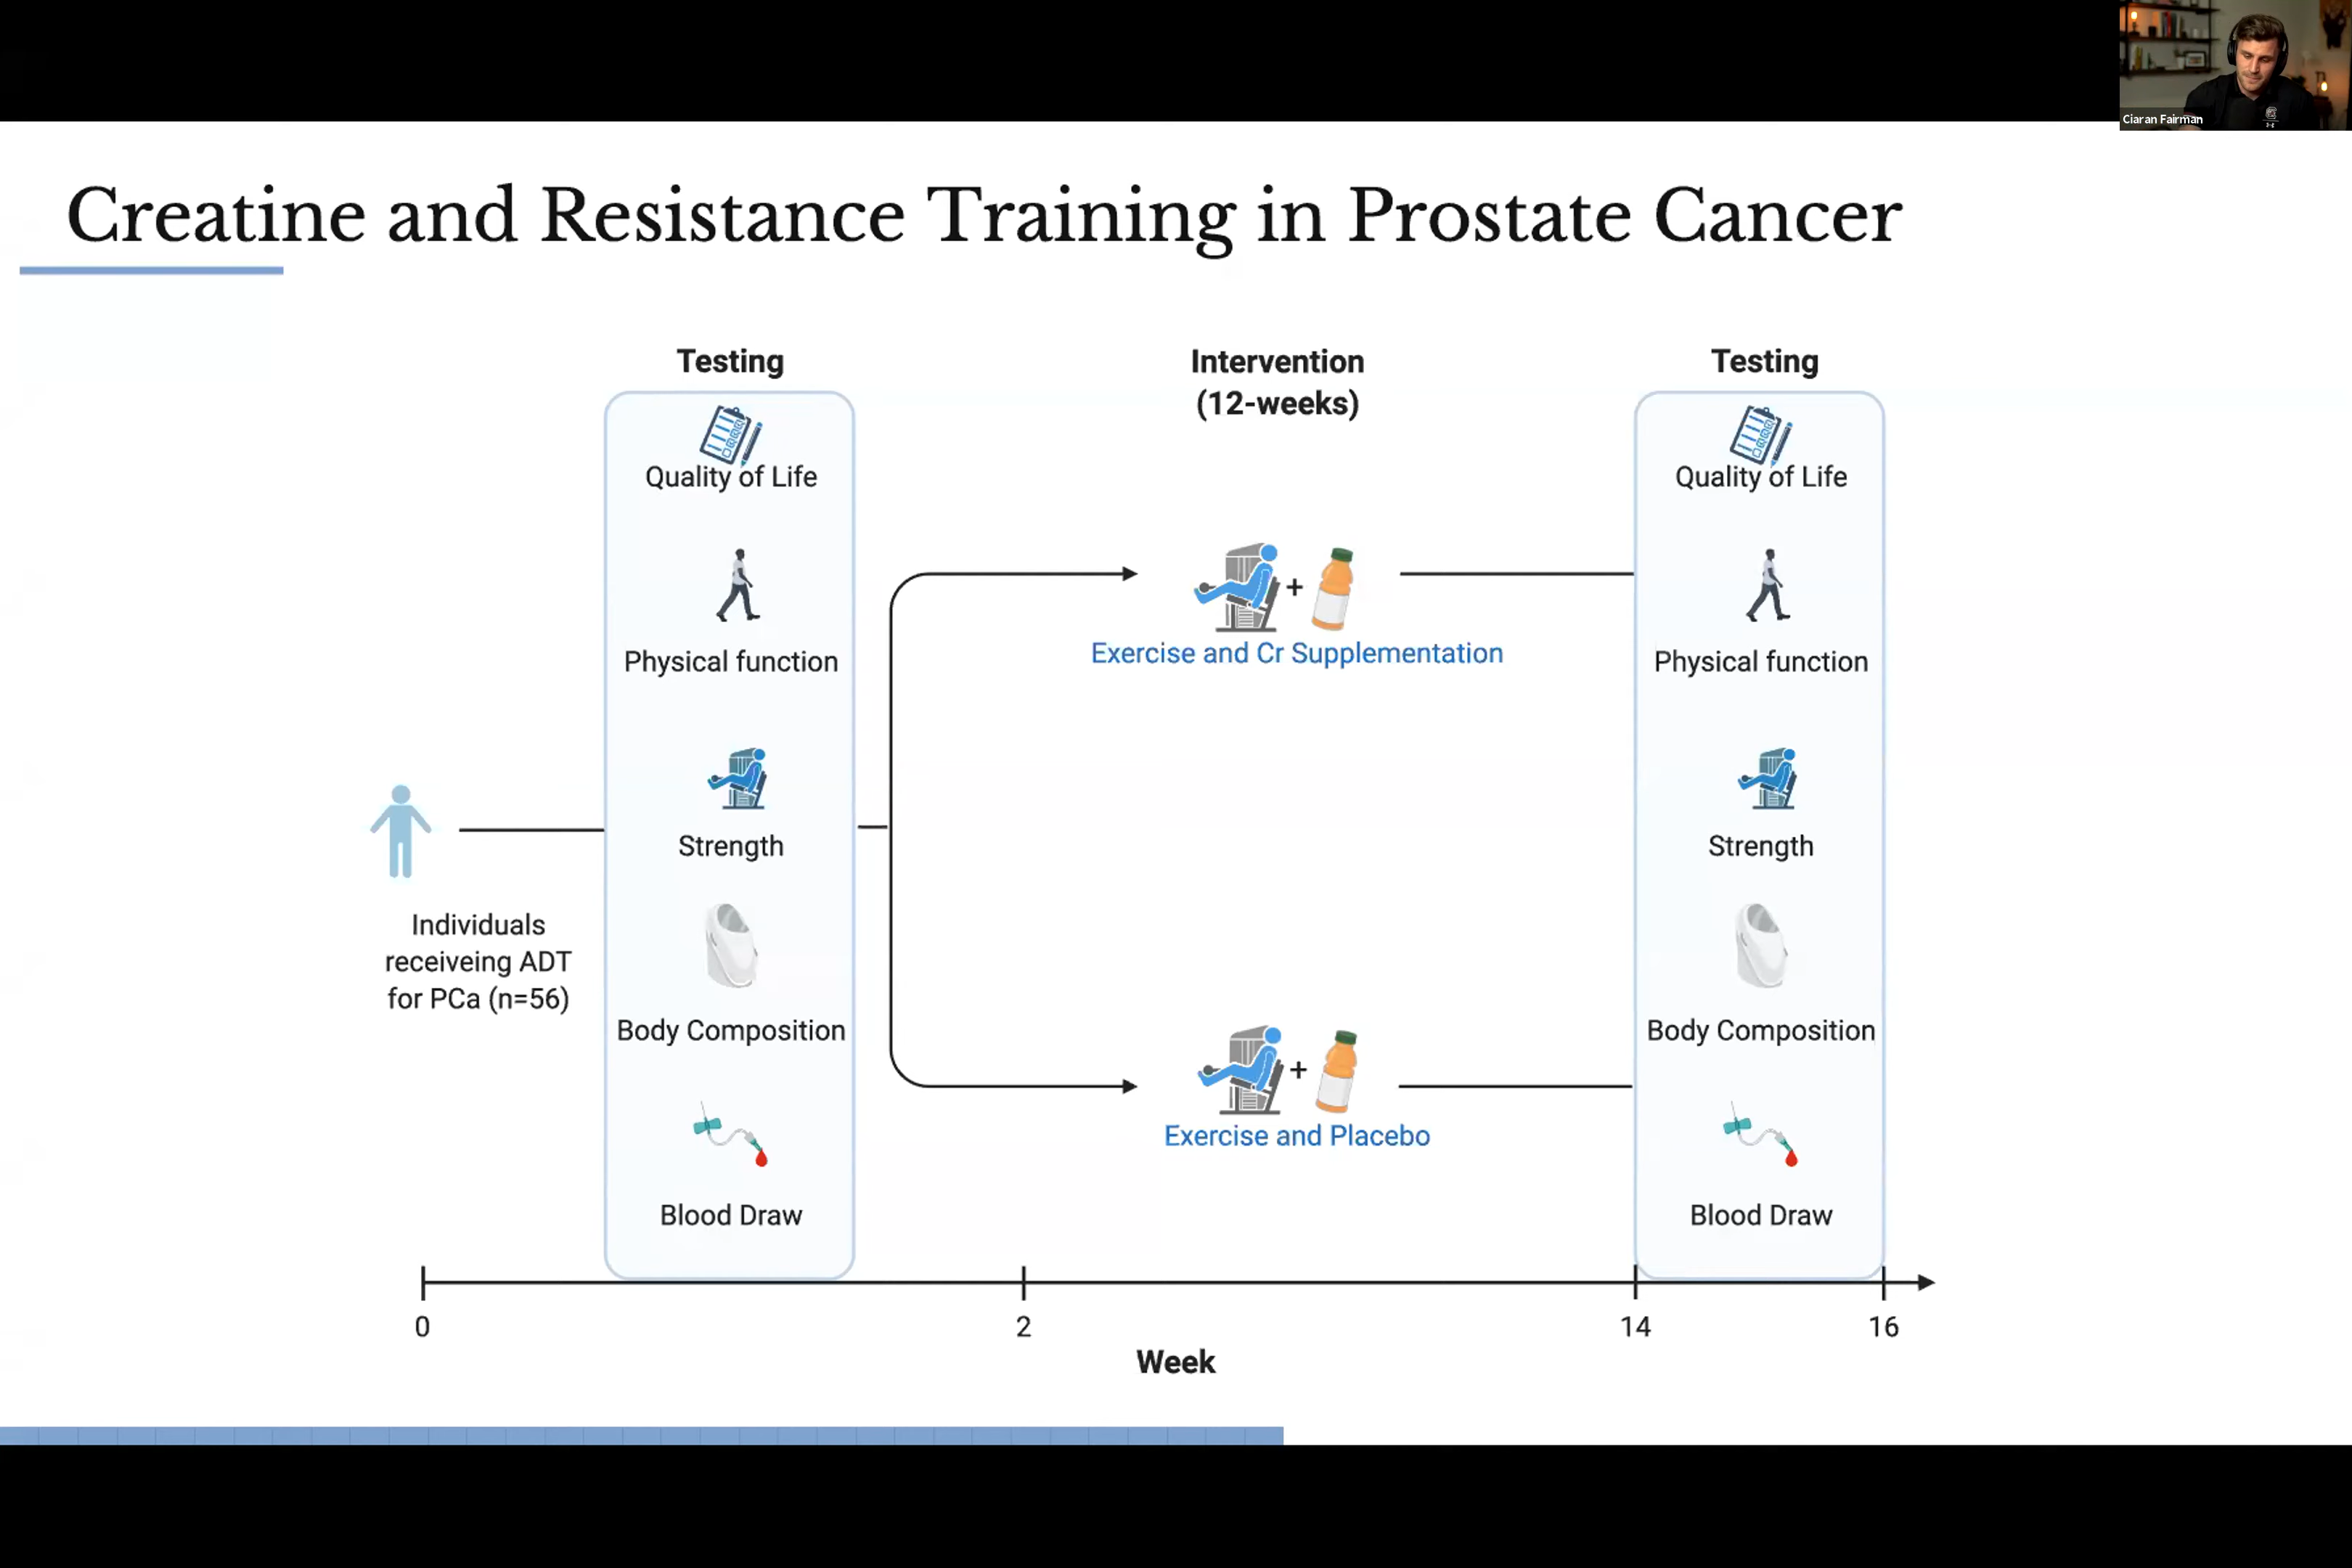 Ciaran Fairman
Creatine and Resistance Training in Prostate Cancer
Testing
Intervention
(12-weeks)
Testing
Quality of Life
Physical function
Strength
Body Composition
Blood Draw
Individuals
receiveing ADT
for PCa (n=56)
+
Exercise and Cr Supplementation
+
Exercise and Placebo
Quality of Life
Physical function
Strength
Body Composition
Blood Draw
0
2
14
16
Week